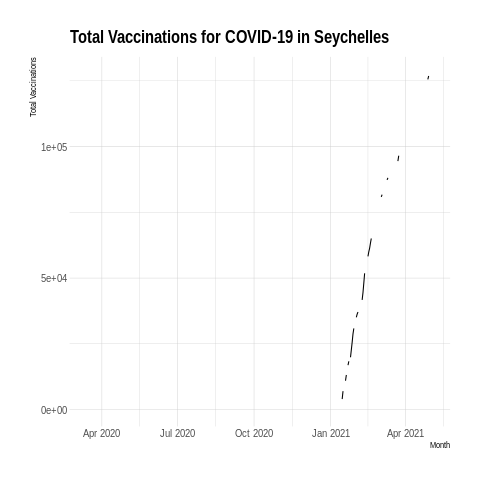 Total Vaccinations for COVID-19 in Seychelles
Total Vaccinations
1e+05
5e+04
0e+00
Apr 2020 Jul 2020 Oct 2020 Jan 2021 Apr 2021
Month